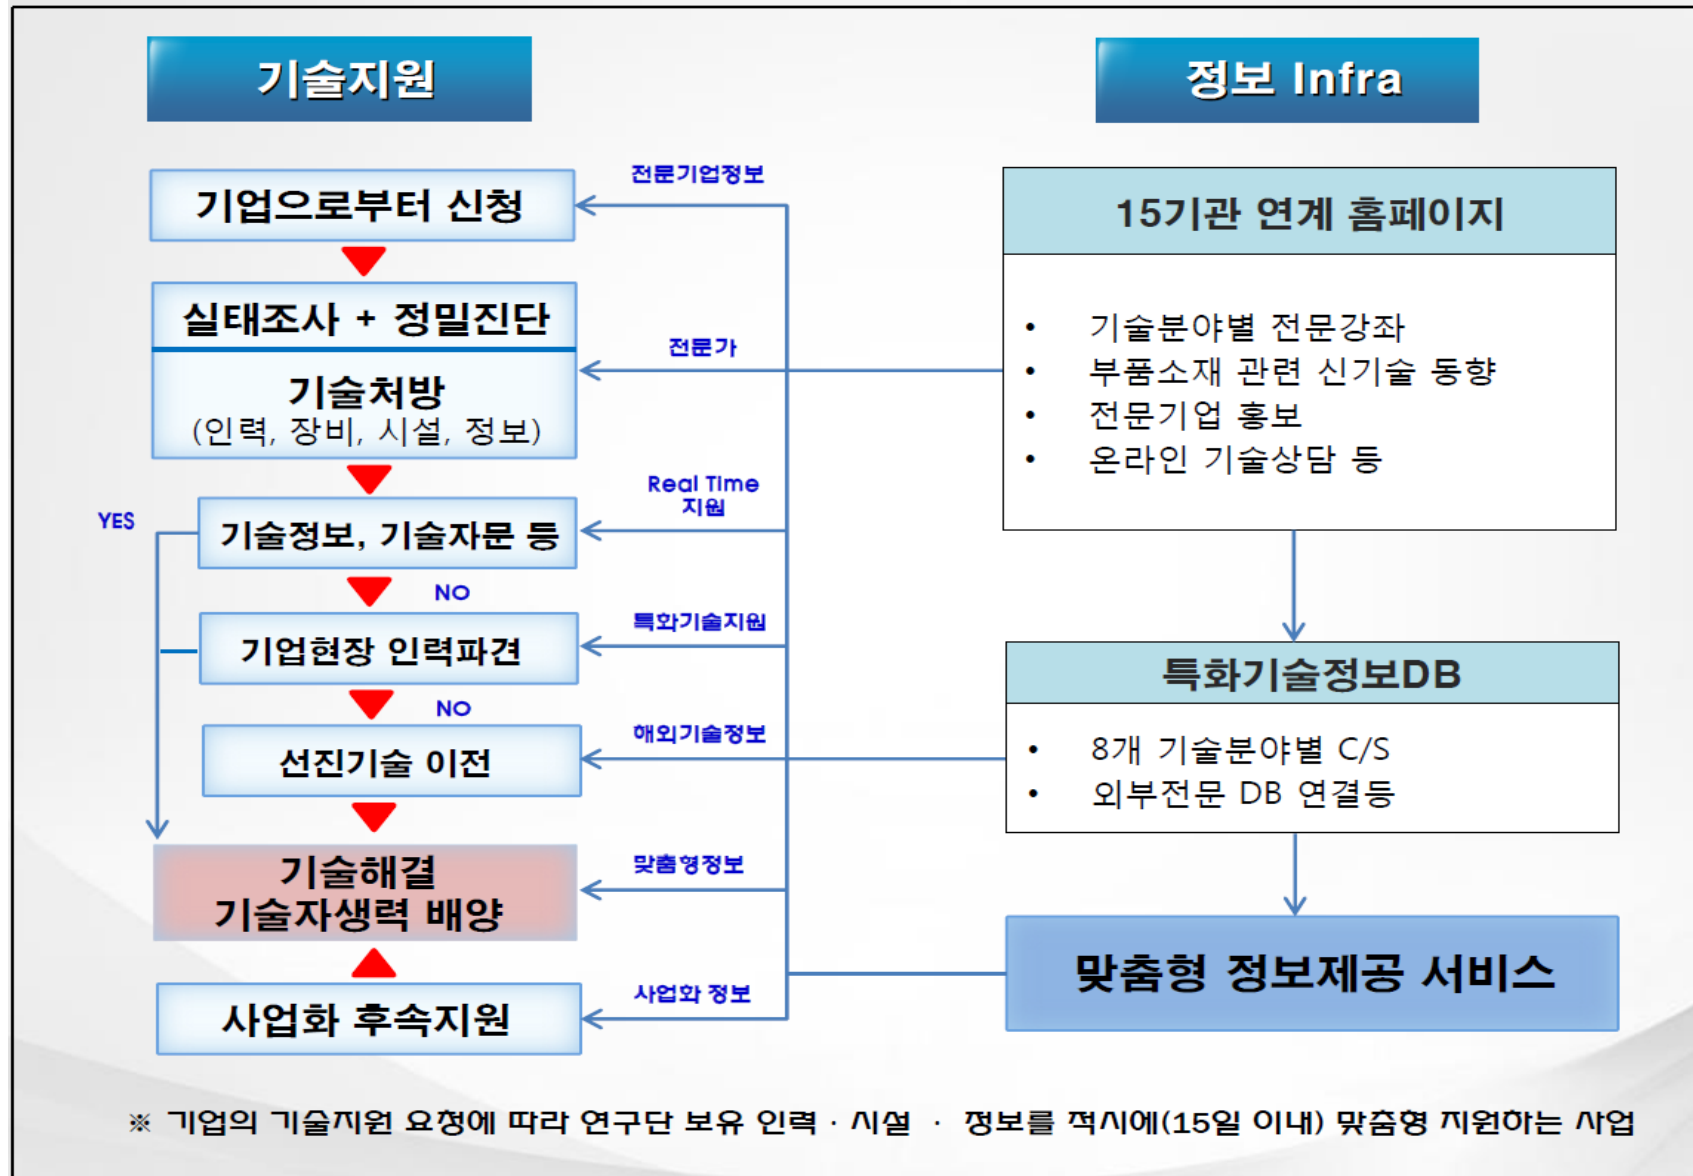 기술지원
정보 Infra
기업으로부터 신청
실태조사 + 정밀진단
기술처방
(인력, 장비, 시설, 정보)
YES
기술정보, 기술자문 등
NO
기업현장 인력파견
NO
선진기술 이전
기술해결
기술자생력 배양
사업화 후속지원
전문기업정보
전문가
Real Time
지원
특화기술지원
해외기술정보
맞춤형정보
사업화 정보
15기관 연계 홈페이지
• 기술분야별 전문강좌
• 부품소재 관련 신기술 동향
• 전문기업 홍보
• 온라인 기술상담 등
특화기술정보DB
• 8개 기술분야별 C/S
• 외부전문 DB 연결등
맞춤형 정보제공 서비스
※ 기업의 기술지원 요청에 따라 연구단 보유 인력 · 시설 · 정보를 적시에(15일 이내) 맞춤형 지원하는 사업